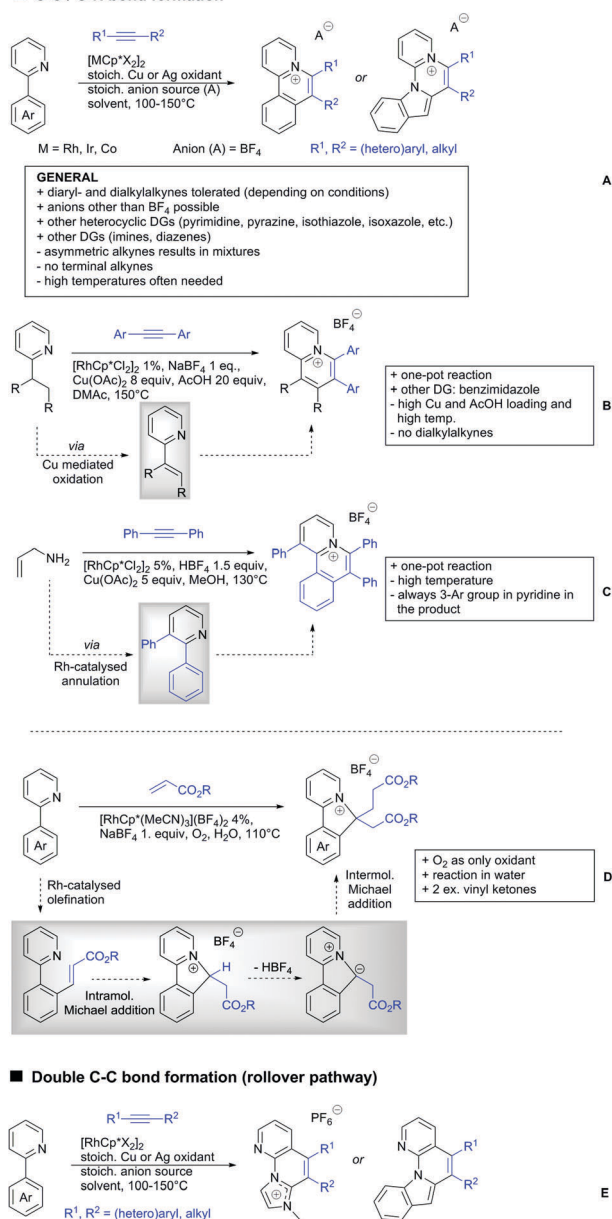 A⊖
A⊖
R1 R2
[MCp*X2]2
stoich. Cu or Ag oxidant
stoich. anion source (A)
solvent, 100-150°C
N
Ar
N
⊕
R1
R2
or
N
⊕
N
R1
R2
M = Rh, Ir, Co Anion (A) = BF4 R1, R2 = (hetero)aryl, alkyl
A
GENERAL
+ diaryl- and dialkylalkynes tolerated (depending on conditions)
+ anions other than BF4 possible
+ other heterocyclic DGs (pyrimidine, pyrazine, isothiazole, isoxazole, etc.)
+ other DGs (imines, diazenes)
- asymmetric alkynes results in mixtures
- no terminal alkynes
- high temperatures often needed
BF4⊖
Ar Ar
[RhCp*Cl2]2 1%, NaBF4 1 eq.,
Cu(OAc)2 8 equiv, AcOH 20 equiv,
DMAc, 150°C
N
R
R
N
⊕
Ar
Ar
R
R
via
Cu mediated
oxidation
N
R
R
+ one-pot reaction
+ other DG: benzimidazole
- high Cu and AcOH loading and
high temp.
- no dialkylalkynes
B
BF4⊖
Ph Ph
[RhCp*Cl2]2 5%, HBF4 1.5 equiv,
Cu(OAc)2 5 equiv, MeOH, 130°C
NH2
Ph
N
⊕
Ph
Ph
via
Rh-catalysed
annulation
Ph
N
+ one-pot reaction
- high temperature
- always 3-Ar group in pyridine in
the product
C
BF4⊖
CO2R
[RhCp*(MeCN)3](BF4)2 4%,
NaBF4 1. equiv, O2, H2O, 110°C
N
Ar
CO2R
N
⊕
CO2R
Ar
Rh-catalysed
olefination
Intermol.
Michael
addition
+ O2 as only oxidant
+ reaction in water
+ 2 ex. vinyl ketones
D
N
CO2R
Intramol.
Michael addition
BF4⊖
N
⊕
H
CO2R
- HBF4
N
⊕
⊖
CO2R
■ Double C-C bond formation (rollover pathway)
PF6⊖
R1 R2
[RhCp*X2]2
stoich. Cu or Ag oxidant
stoich. anion source
solvent, 100-150°C
R1, R2 = (hetero)aryl, alkyl
N
Ar
N
R1
R2
N
⊕
N
or
N
R1
R2
N
E